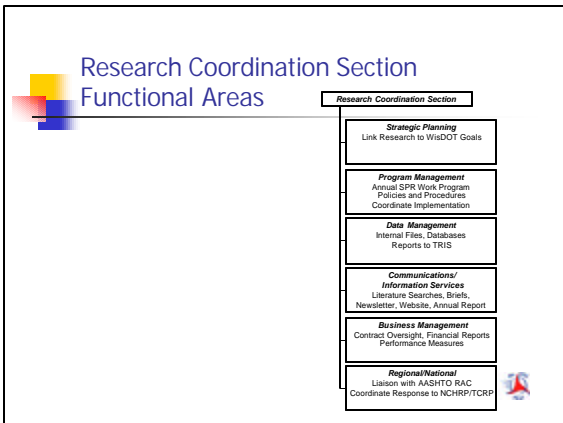 Research Coordination Section
Functional Areas
Research Coordination Section
Strategic Planning
Link Research to WisDOT Goals
Program Management
Annual SPR Work Program
Policies and Procedures
Coordinate Implementation
Data Management
Internal Files, Databases
Reports to TRIS
Communications/
Information Services
Literature Searches, Briefs,
Newsletter, Website, Annual Report
Business Management
Contract Oversight, Financial Reports
Performance Measures
Regional/National
Liaison with AASHTO RAC
Coordinate Response to NCHRP/TCRP